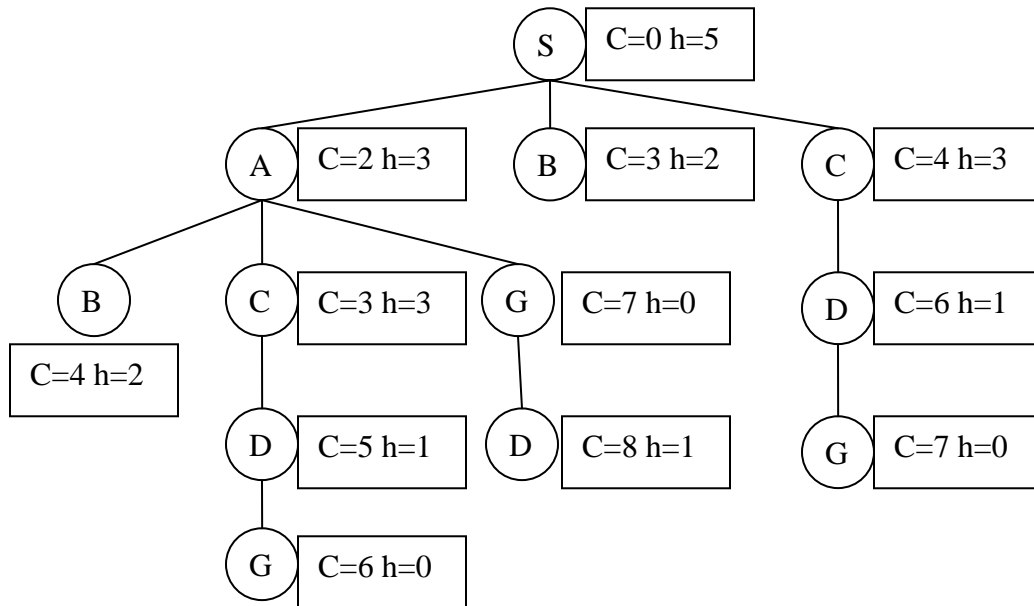 S
C=0 h=5
A
C=2 h=3
B
C=3 h=2
C
C=4 h=3
B
C=4 h=2
C
C=3 h=3
G
C=7 h=0
D
C=6 h=1
D
C=5 h=1
D
C=8 h=1
G
C=7 h=0
G
C=6 h=0